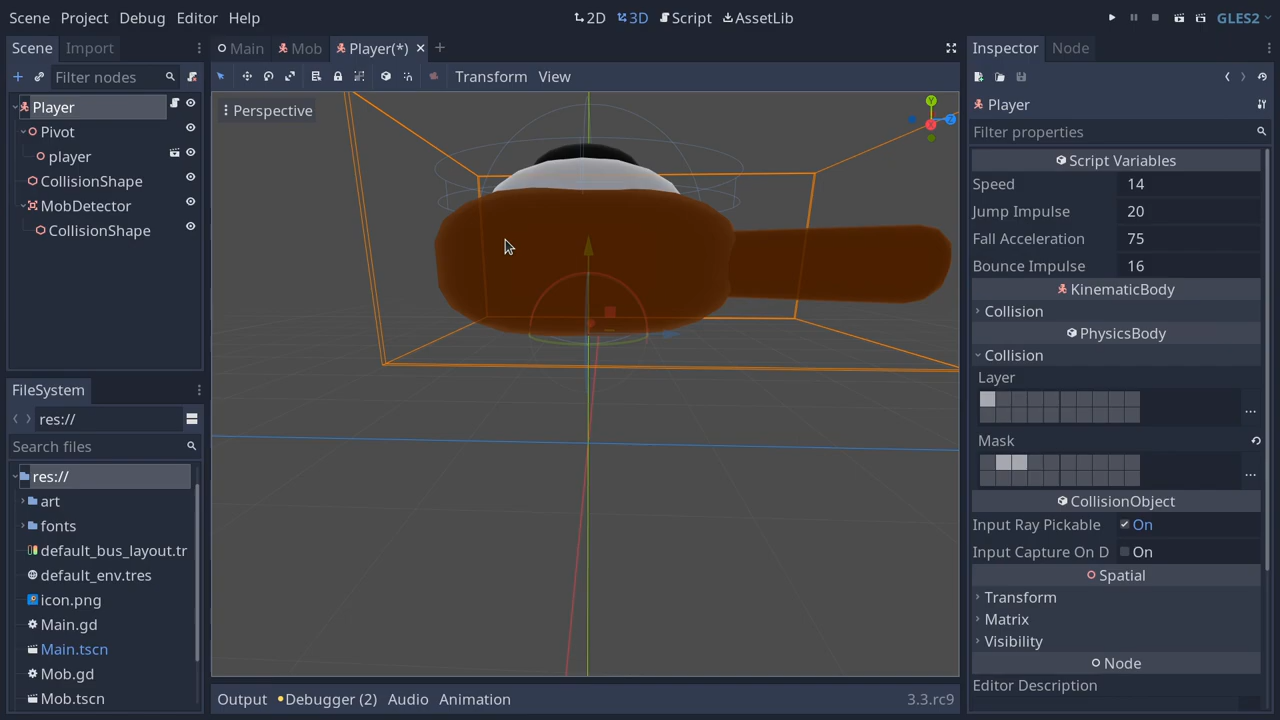 Scene Project Debug Editor Help
2D 3D Script AssetLib
GLES2
Scene Import
Filter nodes
Player
Pivot
player
CollisionShape
MobDetector
CollisionShape
FileSystem
res://
Search files
res://
art
fonts
default_bus_layout.tr
default_env.tres
icon.png
Main.gd
Main.tscn
Mob.gd
Mob.tscn
Main Mob Player(*)
Transform View
Perspective
Y
X
Z
Output Debugger (2) Audio Animation 3.3.rc9
Inspector Node
Player
Filter properties
Script Variables
Speed 14
Jump Impulse 20
Fall Acceleration 75
Bounce Impulse 16
KinematicBody
Collision
PhysicsBody
Collision
Layer
Mask
CollisionObject
Input Ray Pickable On
Input Capture On D On
Spatial
Transform
Matrix
Visibility
Node
Editor Description